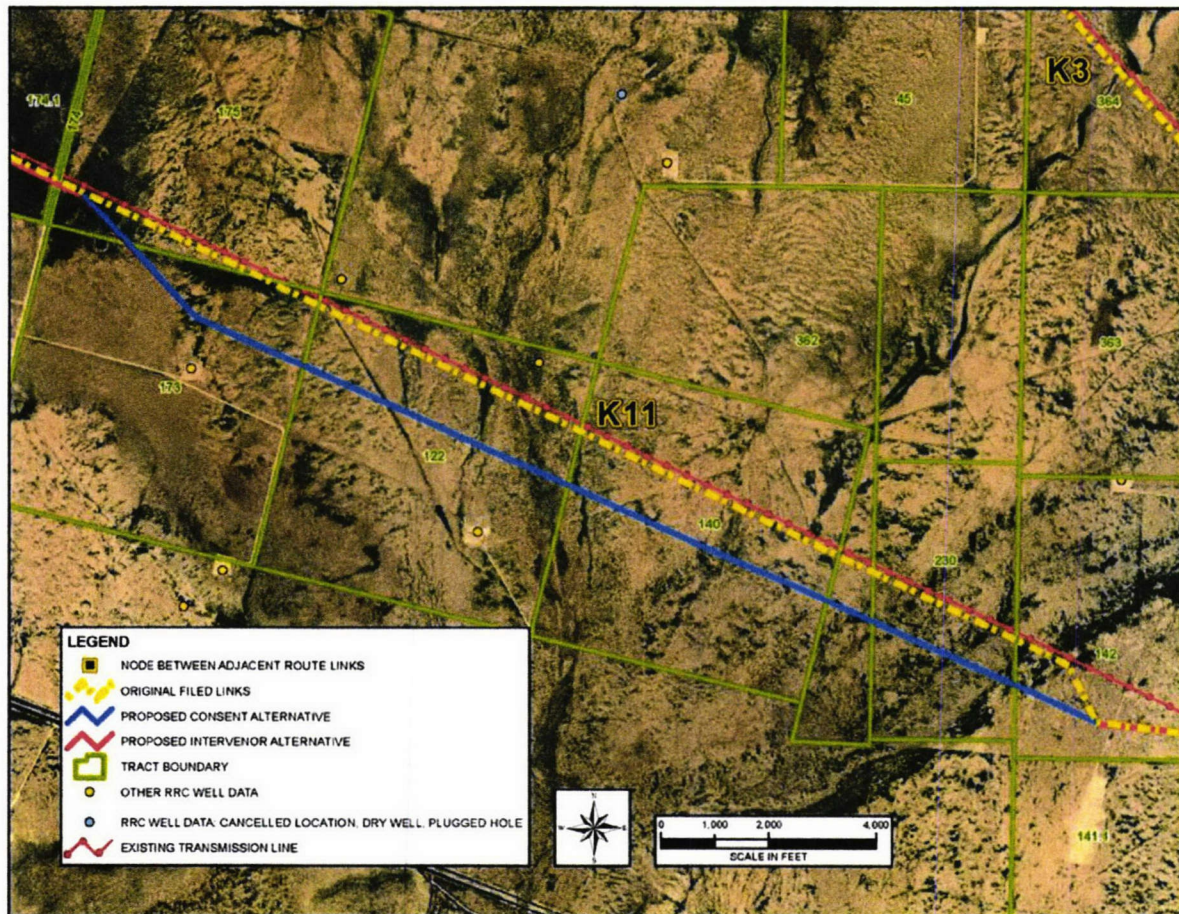 K3
174.1
174
175
45
364
362
363
K11
173
122
140
230
142
141.1
LEGEND
NODE BETWEEN ADJACENT ROUTE LINKS
ORIGINAL FILED LINKS
PROPOSED CONSENT ALTERNATIVE
PROPOSED INTERVENOR ALTERNATIVE
TRACT BOUNDARY
OTHER RRC WELL DATA
RRC WELL DATA: CANCELLED LOCATION, DRY WELL, PLUGGED HOLE
EXISTING TRANSMISSION LINE
N
W E
S
0 1,000 2,000 4,000
SCALE IN FEET